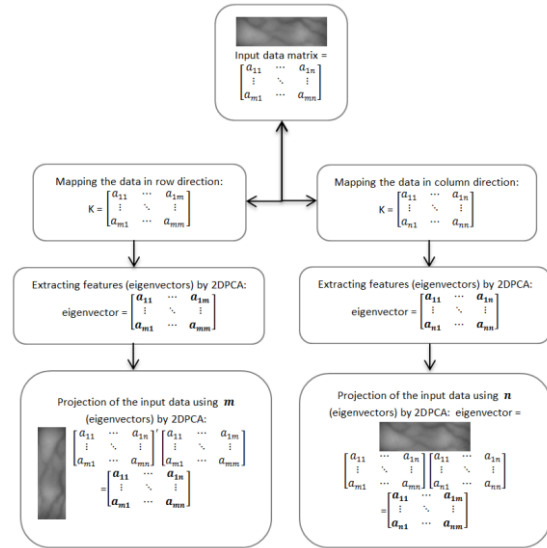 Input data matrix =
[a₁₁ ⋯ a₁ₙ
⋮ ⋱ ⋮
aₘ₁ ⋯ aₘₙ]
Mapping the data in row direction:
[a₁₁ ⋯ a₁ₘ
K = ⋮ ⋱ ⋮
aₘ₁ ⋯ aₘₘ]
Mapping the data in column direction:
[a₁₁ ⋯ a₁ₙ
K = ⋮ ⋱ ⋮
aₙ₁ ⋯ aₙₙ]
Extracting features (eigenvectors) by 2DPCA:
[a₁₁ ⋯ a₁ₘ
eigenvector = ⋮ ⋱ ⋮
aₘ₁ ⋯ aₘₘ]
Extracting features (eigenvectors) by 2DPCA:
[a₁₁ ⋯ a₁ₙ
eigenvector = ⋮ ⋱ ⋮
aₙ₁ ⋯ aₙₙ]
Projection of the input data using m
(eigenvectors) by 2DPCA:
[a₁₁ ⋯ a₁ₙ]′ [a₁₁ ⋯ a₁ₘ]
⋮ ⋱ ⋮ ⋮ ⋱ ⋮
[aₘ₁ ⋯ aₘₙ] [aₘ₁ ⋯ aₘₘ]
[a₁₁ ⋯ a₁ₙ
= ⋮ ⋱ ⋮
aₘ₁ ⋯ aₘₙ]
Projection of the input data using n
(eigenvectors) by 2DPCA: eigenvector =
[a₁₁ ⋯ a₁ₙ] [a₁₁ ⋯ a₁ₙ]
⋮ ⋱ ⋮ ⋮ ⋱ ⋮
[aₘ₁ ⋯ aₘₙ] [aₙ₁ ⋯ aₙₙ]
[a₁₁ ⋯ a₁ₘ
= ⋮ ⋱ ⋮
aₙ₁ ⋯ aₙₘ]